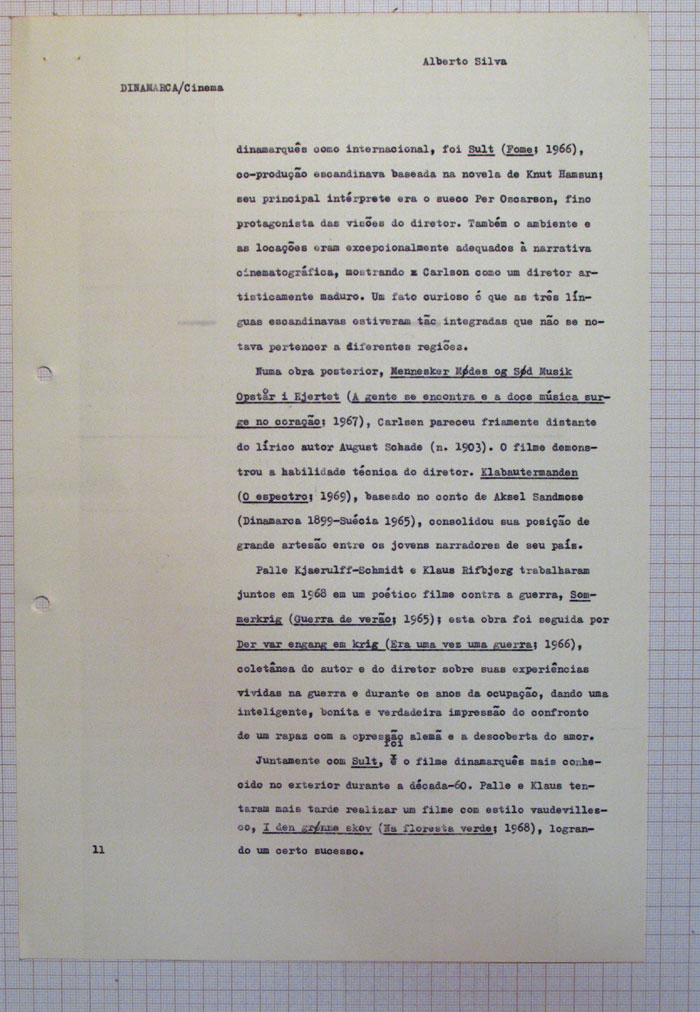 Alberto Silva
DINAMARCA/Cinema
dinamarquês como internacional, foi Sult (Fome; 1966),
co-produção escandinava baseada na novela de Knut Hamsun;
seu principal intérprete era o sueco Per Oscarson, fino
protagonista das visões do diretor. Também o ambiente e
as locações eram excepcionalmente adequados à narrativa
cinematográfica, mostrando x Carlson como um diretor ar-
tisticamente maduro. Um fato curioso é que as três lín-
guas escandinavas estiveram tão integradas que não se no-
tava pertencer a diferentes regiões.
Numa obra posterior, Mennesker Mødes og Sød Musik
Opstår i Hjertet (A gente se encontra e a doce música sur-
ge no coração; 1967), Carlsen pareceu friamente distante
do lírico autor August Schade (n. 1903). O filme demons-
trou a habilidade técnica do diretor. Klabautermanden
(O espectro; 1969), baseado no conto de Aksel Sandmose
(Dinamarca 1899-Suécia 1965), consolidou sua posição de
grande artesão entre os jovens narradores de seu país.
Palle Kjaerulff-Schmidt e Klaus Rifbjerg trabalharam
juntos em 1968 em um poético filme contra a guerra, Som-
merkrig (Guerra de verão; 1965); esta obra foi seguida por
Der var engang em krig (Era uma vez uma guerra; 1966),
coletânea do autor e do diretor sobre suas experiências
vividas na guerra e durante os anos da ocupação, dando uma
inteligente, bonita e verdadeira impressão do confronto
de um rapaz com a opressão alemã e a descoberta do amor.
foi
Juntamente com Sult, é o filme dinamarquês mais conhe-
cido no exterior durante a década-60. Palle e Klaus ten-
taram mais tarde realizar um filme com estilo vaudevilles-
co, I den grønne skov (Na floresta verde; 1968), logran-
11 do um certo sucesso.